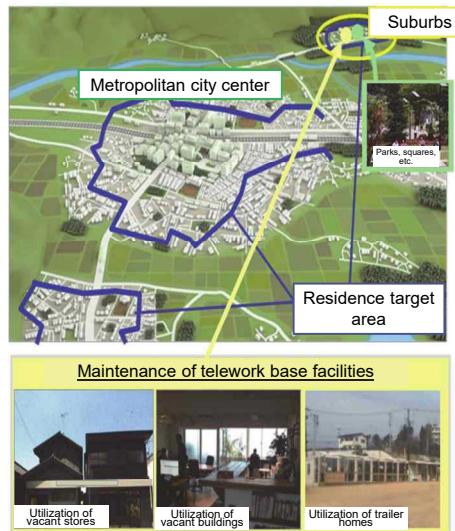 Suburbs
Metropolitan city center
Parks, squares,
etc.
Residence target
area
Maintenance of telework base facilities
Utilization of
vacant stores
Utilization of
vacant buildings
Utilization of trailer
homes